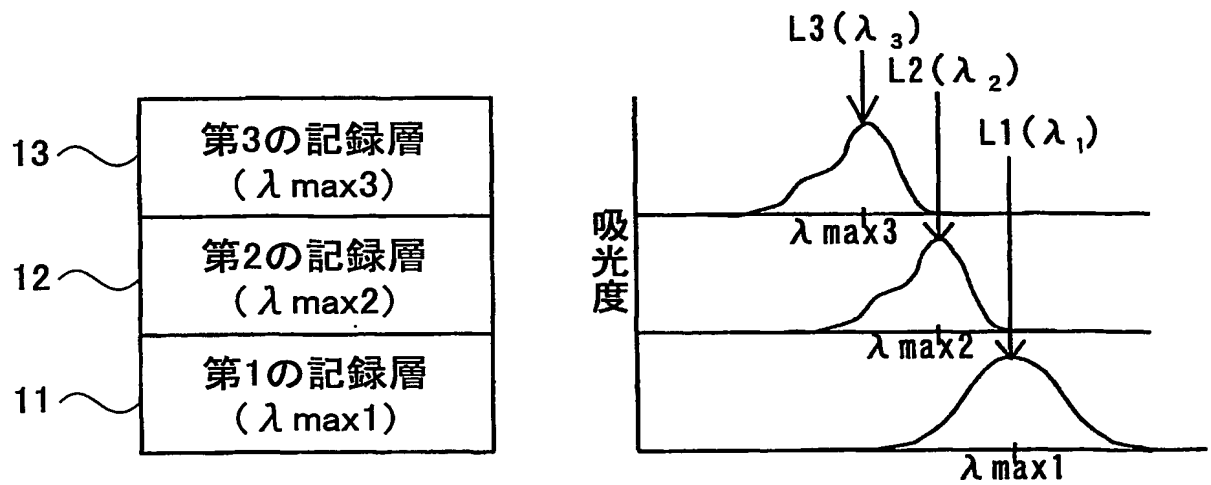 13
第3の記録層
(λmax3)
12
第2の記録層
(λmax2)
11
第1の記録層
(λmax1)
L3(λ₃)
L2(λ₂)
L1(λ₁)
吸光度
λmax3
λmax2
λmax1